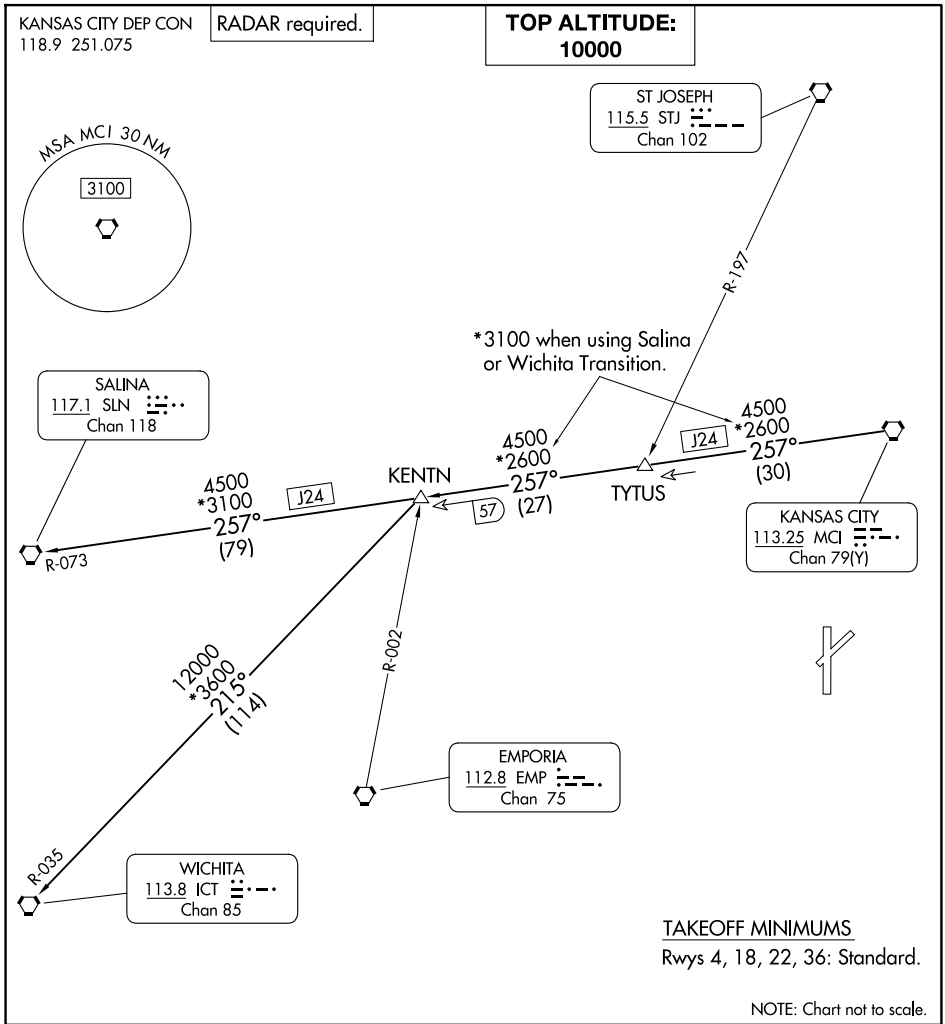 KANSAS CITY DEP CON
118.9 251.075
RADAR required.
TOP ALTITUDE:
10000
ST JOSEPH
115.5 STJ
Chan 102
MSA MCI 30 NM
3100
R-197
*3100 when using Salina
or Wichita Transition.
SALINA
117.1 SLN
Chan 118
4500
*2600
257°
(30)
J24
TYTUS
4500
*2600
257°
(27)
57
KENTN
4500
*3100
257°
(79)
J24
R-073
KANSAS CITY
113.25 MCI
Chan 79(Y)
R-002
12000
*3600
215°
(114)
EMPORIA
112.8 EMP
Chan 75
R-035
WICHITA
113.8 ICT
Chan 85
TAKEOFF MINIMUMS
Rwys 4, 18, 22, 36: Standard.
NOTE: Chart not to scale.